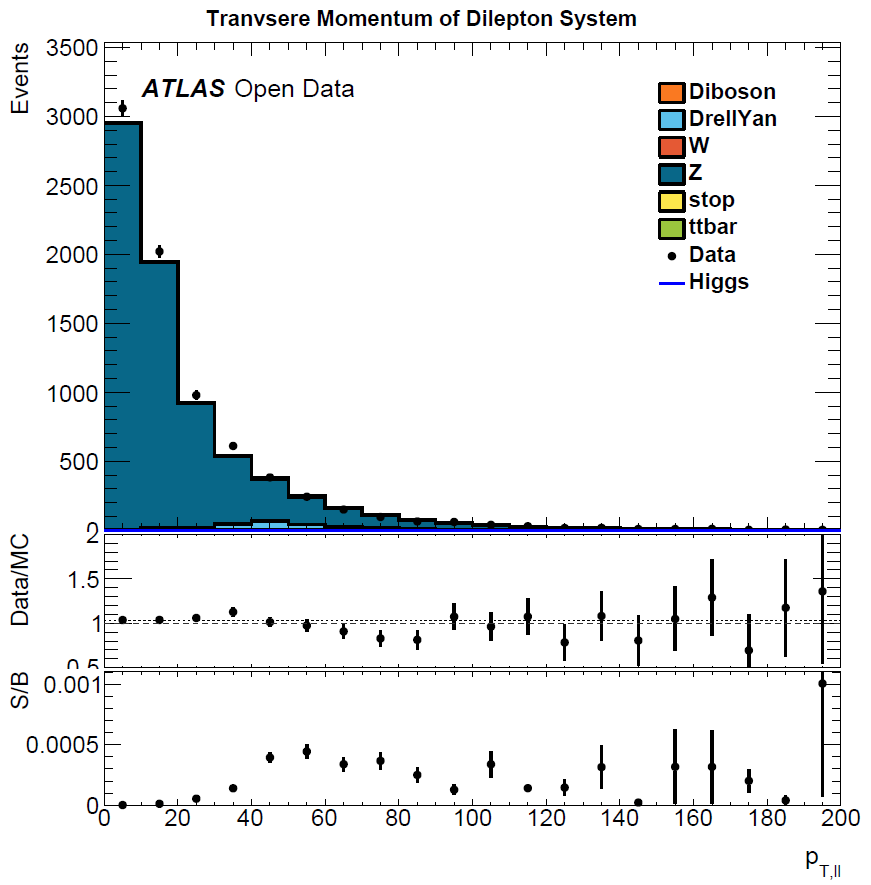 Tranvsere Momentum of Dilepton System
Events
3500
3000
2500
2000
1500
1000
500
0
ATLAS Open Data
Diboson
DrellYan
W
Z
stop
ttbar
Data
Higgs
Data/MC
2
1.5
1
0.5
S/B
0.001
0.0005
0
0 20 40 60 80 100 120 140 160 180 200
pT,ll